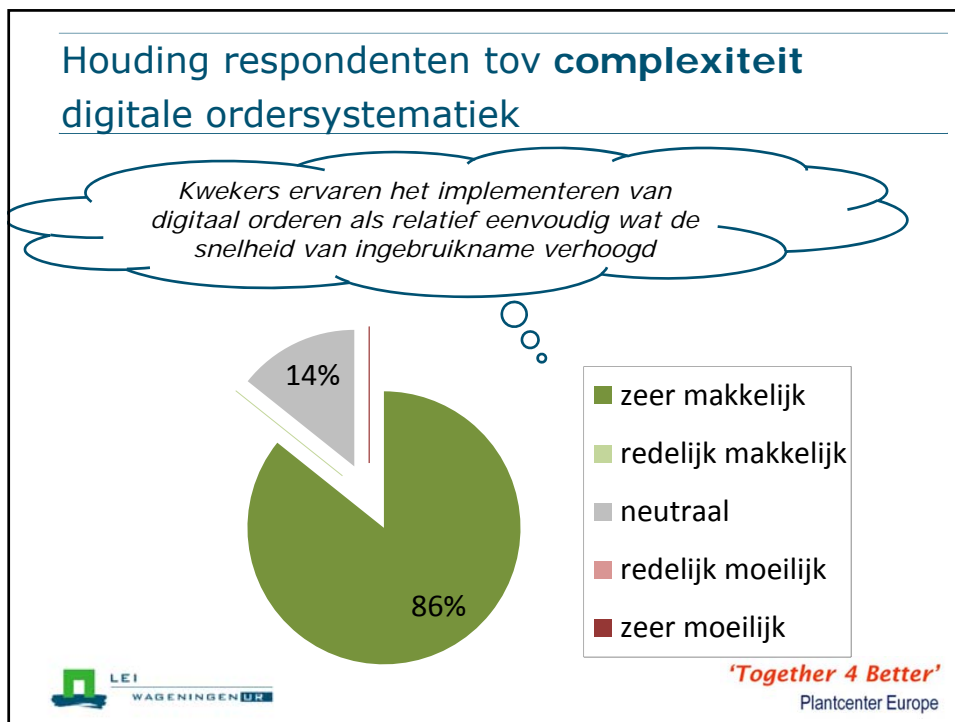 Houding respondenten tov complexiteit
digitale ordersystematiek
Kwekers ervaren het implementeren van
digitaal orderen als relatief eenvoudig wat de
snelheid van ingebruikname verhoogd
14%
86%
zeer makkelijk
redelijk makkelijk
neutraal
redelijk moeilijk
zeer moeilijk
LEI
WAGENINGEN UR
'Together 4 Better'
Plantcenter Europe